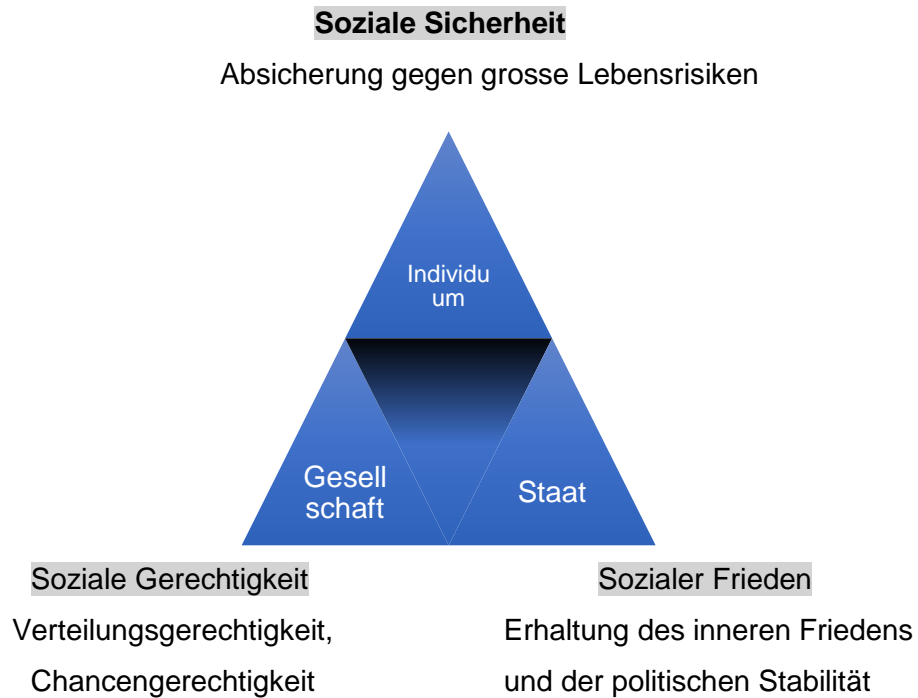 Soziale Sicherheit
Absicherung gegen grosse Lebensrisiken
Individu
um
Gesell
schaft
Staat
Soziale Gerechtigkeit
Verteilungsgerechtigkeit,
Chancengerechtigkeit
Sozialer Frieden
Erhaltung des inneren Friedens
und der politischen Stabilität